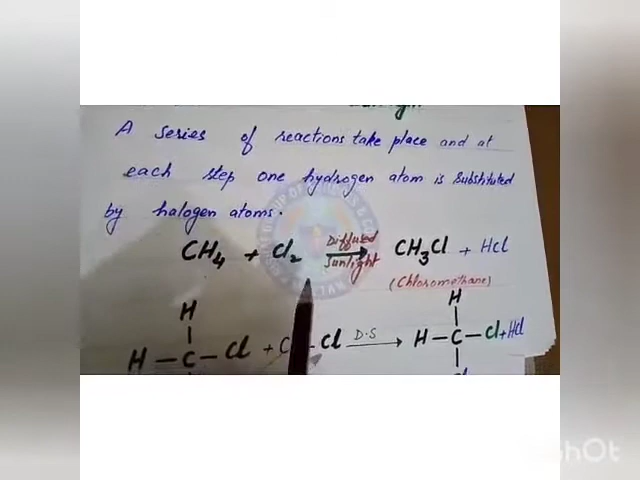 A series of reactions take place and at
each step one hydrogen atom is substituted
by halogen atoms.
CH4 + Cl2 Diffused Sunlight → CH3Cl + HCl
(Chloromethane)
H H
H – C – Cl + C – Cl D.S → H – C – Cl + HCl